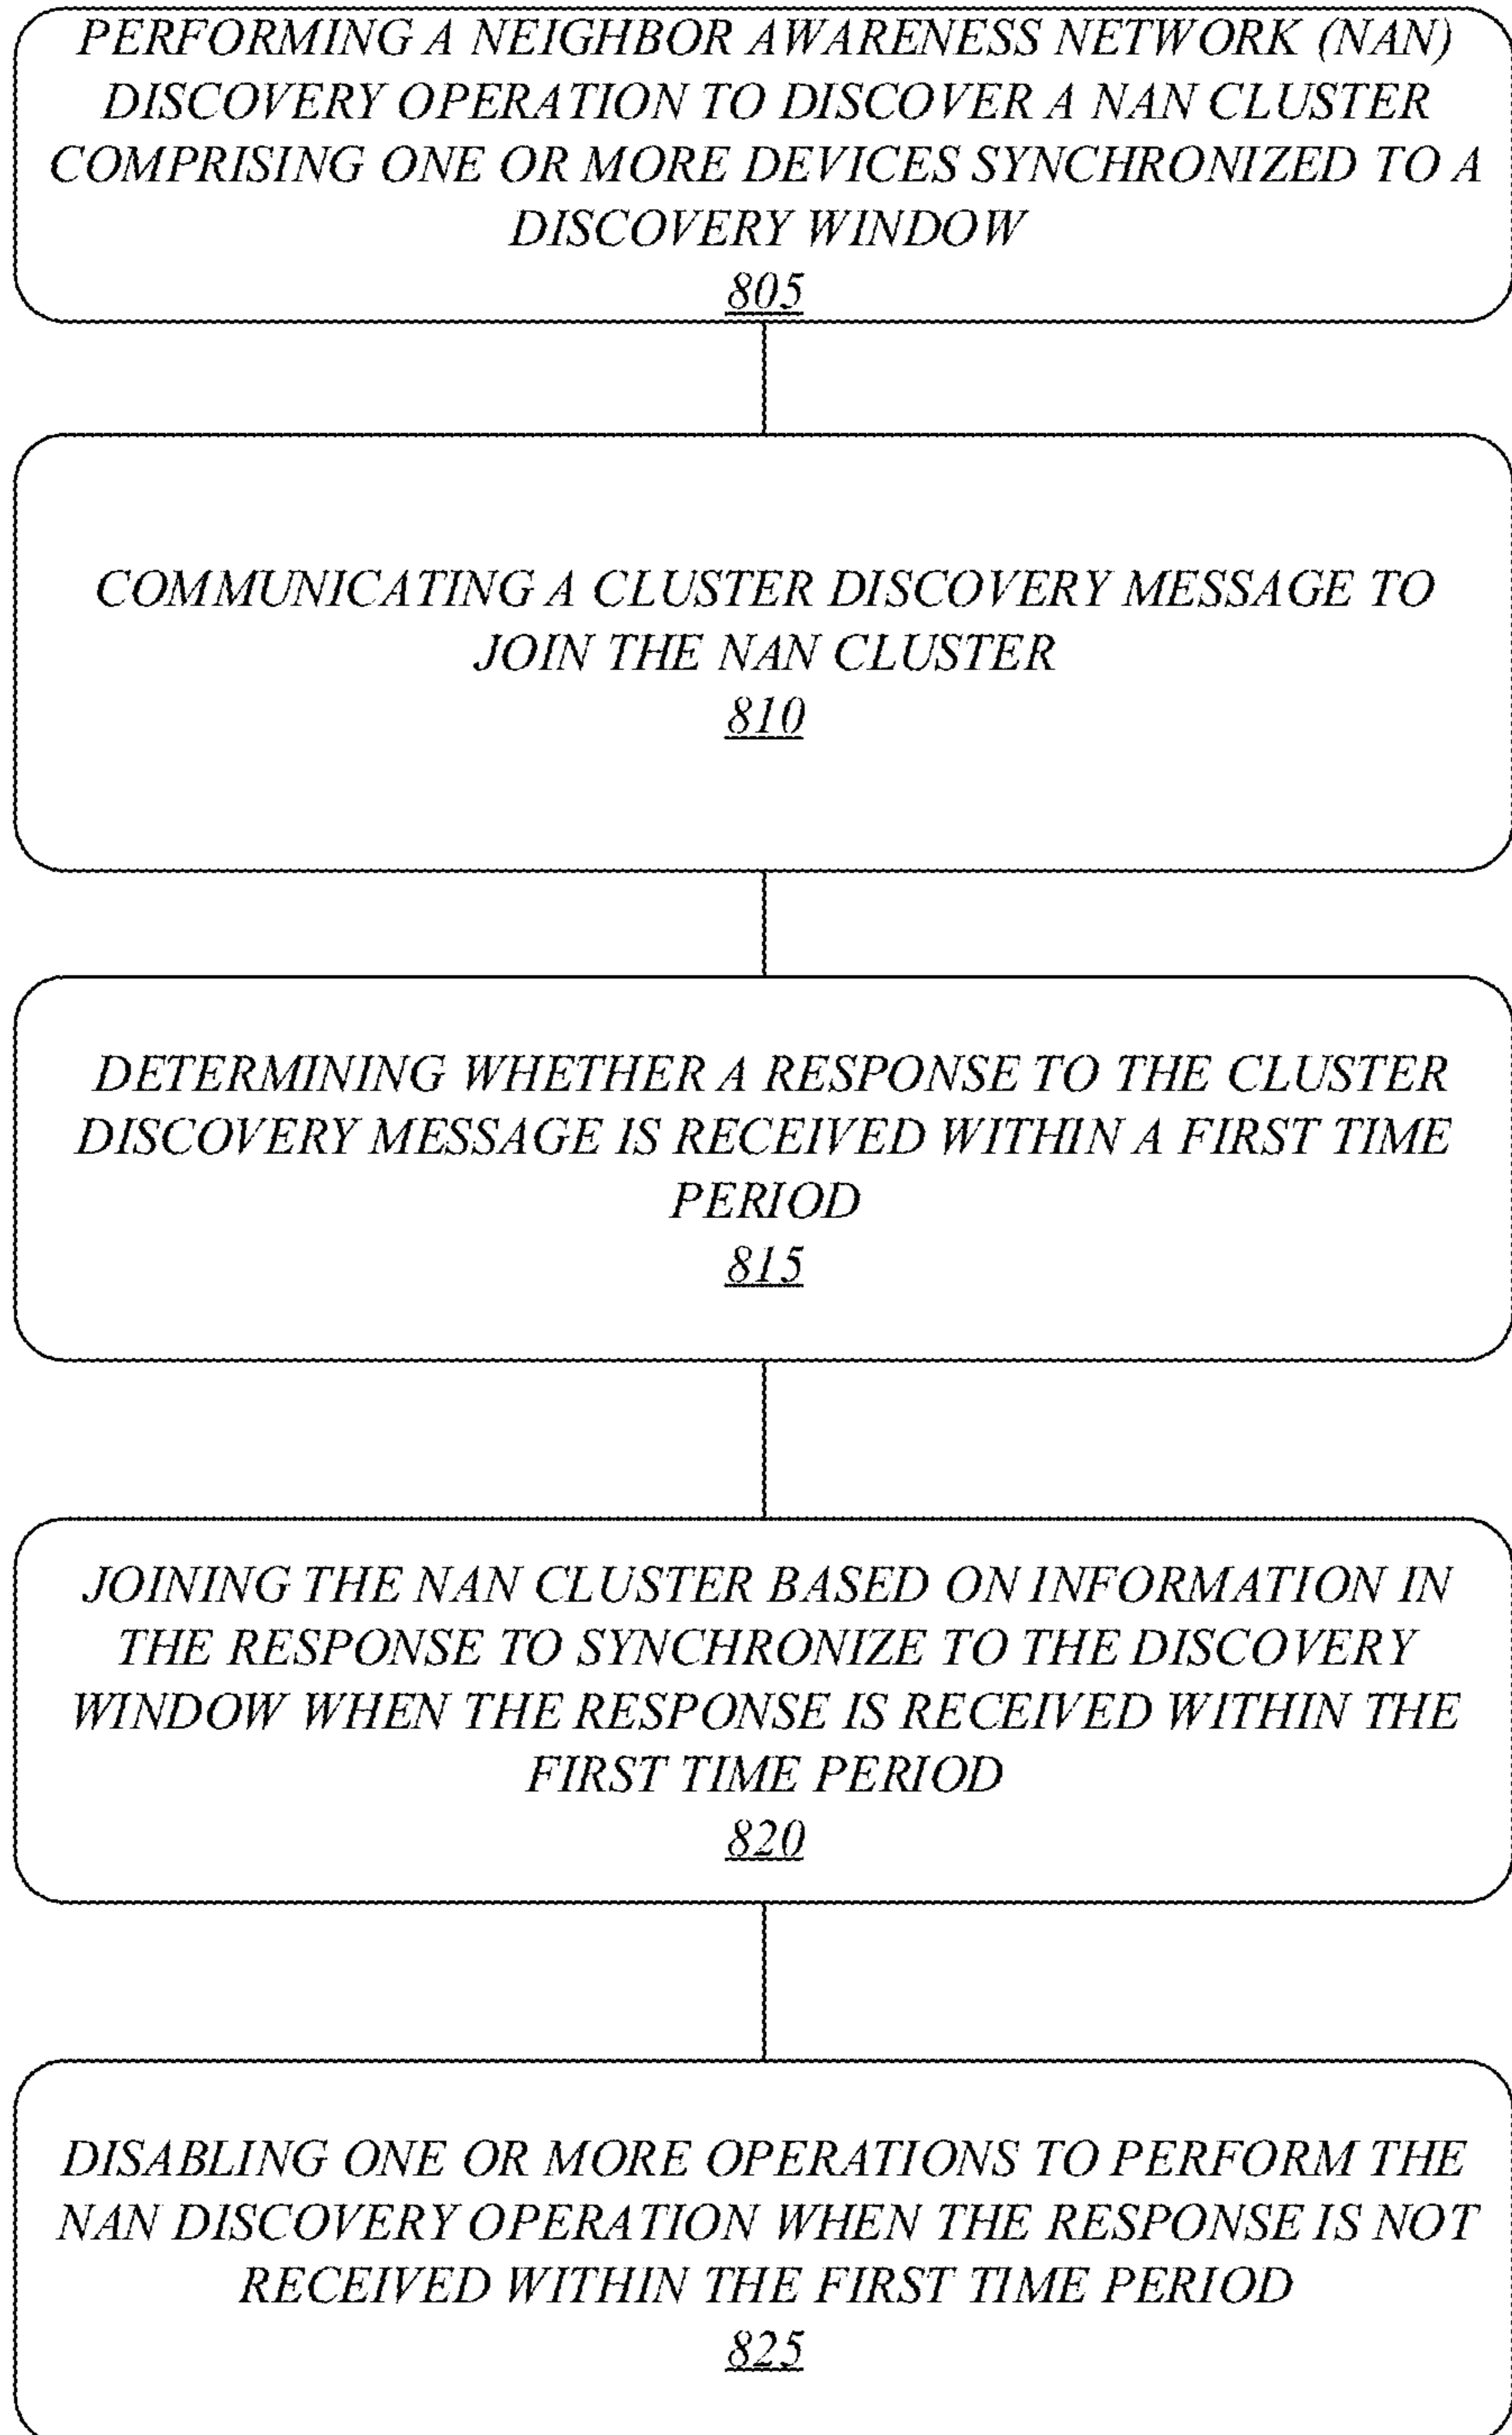 PERFORMING A NEIGHBOR AWARENESS NETWORK (NAN)
DISCOVERY OPERATION TO DISCOVER A NAN CLUSTER
COMPRISING ONE OR MORE DEVICES SYNCHRONIZED TO A
DISCOVERY WINDOW
805
COMMUNICATING A CLUSTER DISCOVERY MESSAGE TO
JOIN THE NAN CLUSTER
810
DETERMINING WHETHER A RESPONSE TO THE CLUSTER
DISCOVERY MESSAGE IS RECEIVED WITHIN A FIRST TIME
PERIOD
815
JOINING THE NAN CLUSTER BASED ON INFORMATION IN
THE RESPONSE TO SYNCHRONIZE TO THE DISCOVERY
WINDOW WHEN THE RESPONSE IS RECEIVED WITHIN THE
FIRST TIME PERIOD
820
DISABLING ONE OR MORE OPERATIONS TO PERFORM THE
NAN DISCOVERY OPERATION WHEN THE RESPONSE IS NOT
RECEIVED WITHIN THE FIRST TIME PERIOD
825